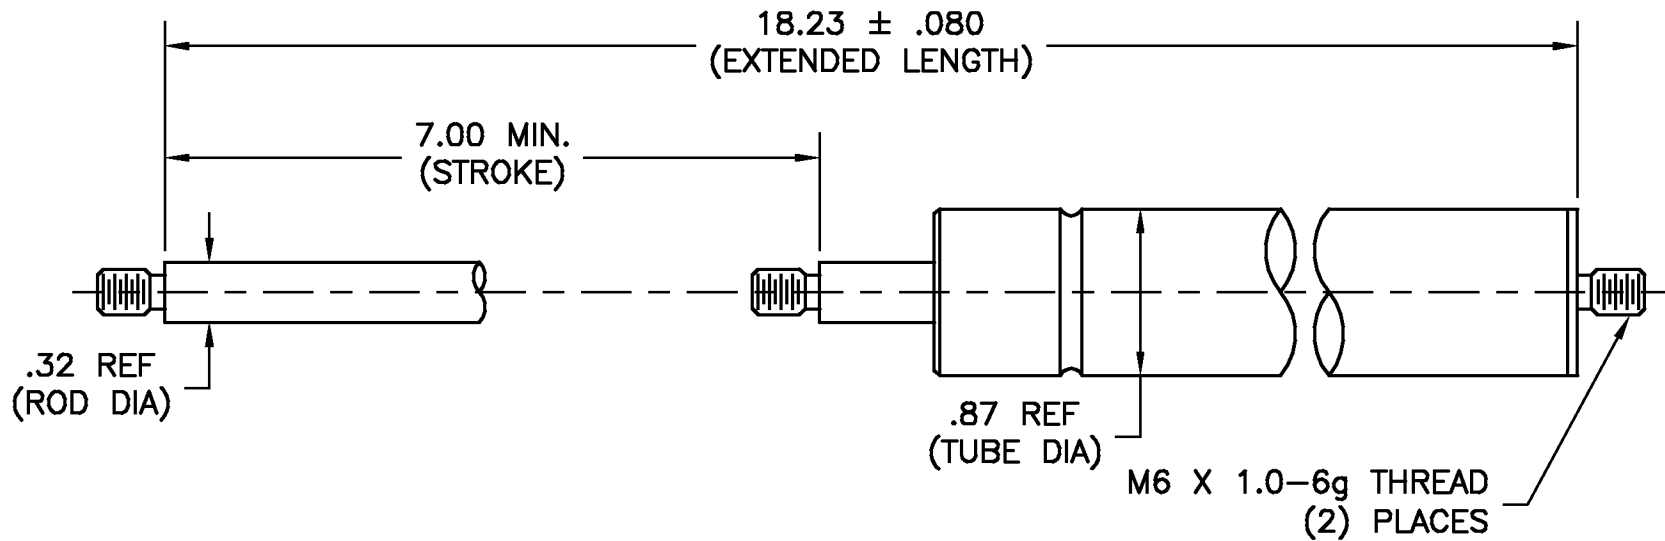 18.23 ± .080
(EXTENDED LENGTH)
7.00 MIN.
(STROKE)
.32 REF
(ROD DIA)
.87 REF
(TUBE DIA)
M6 X 1.0-6g THREAD
(2) PLACES